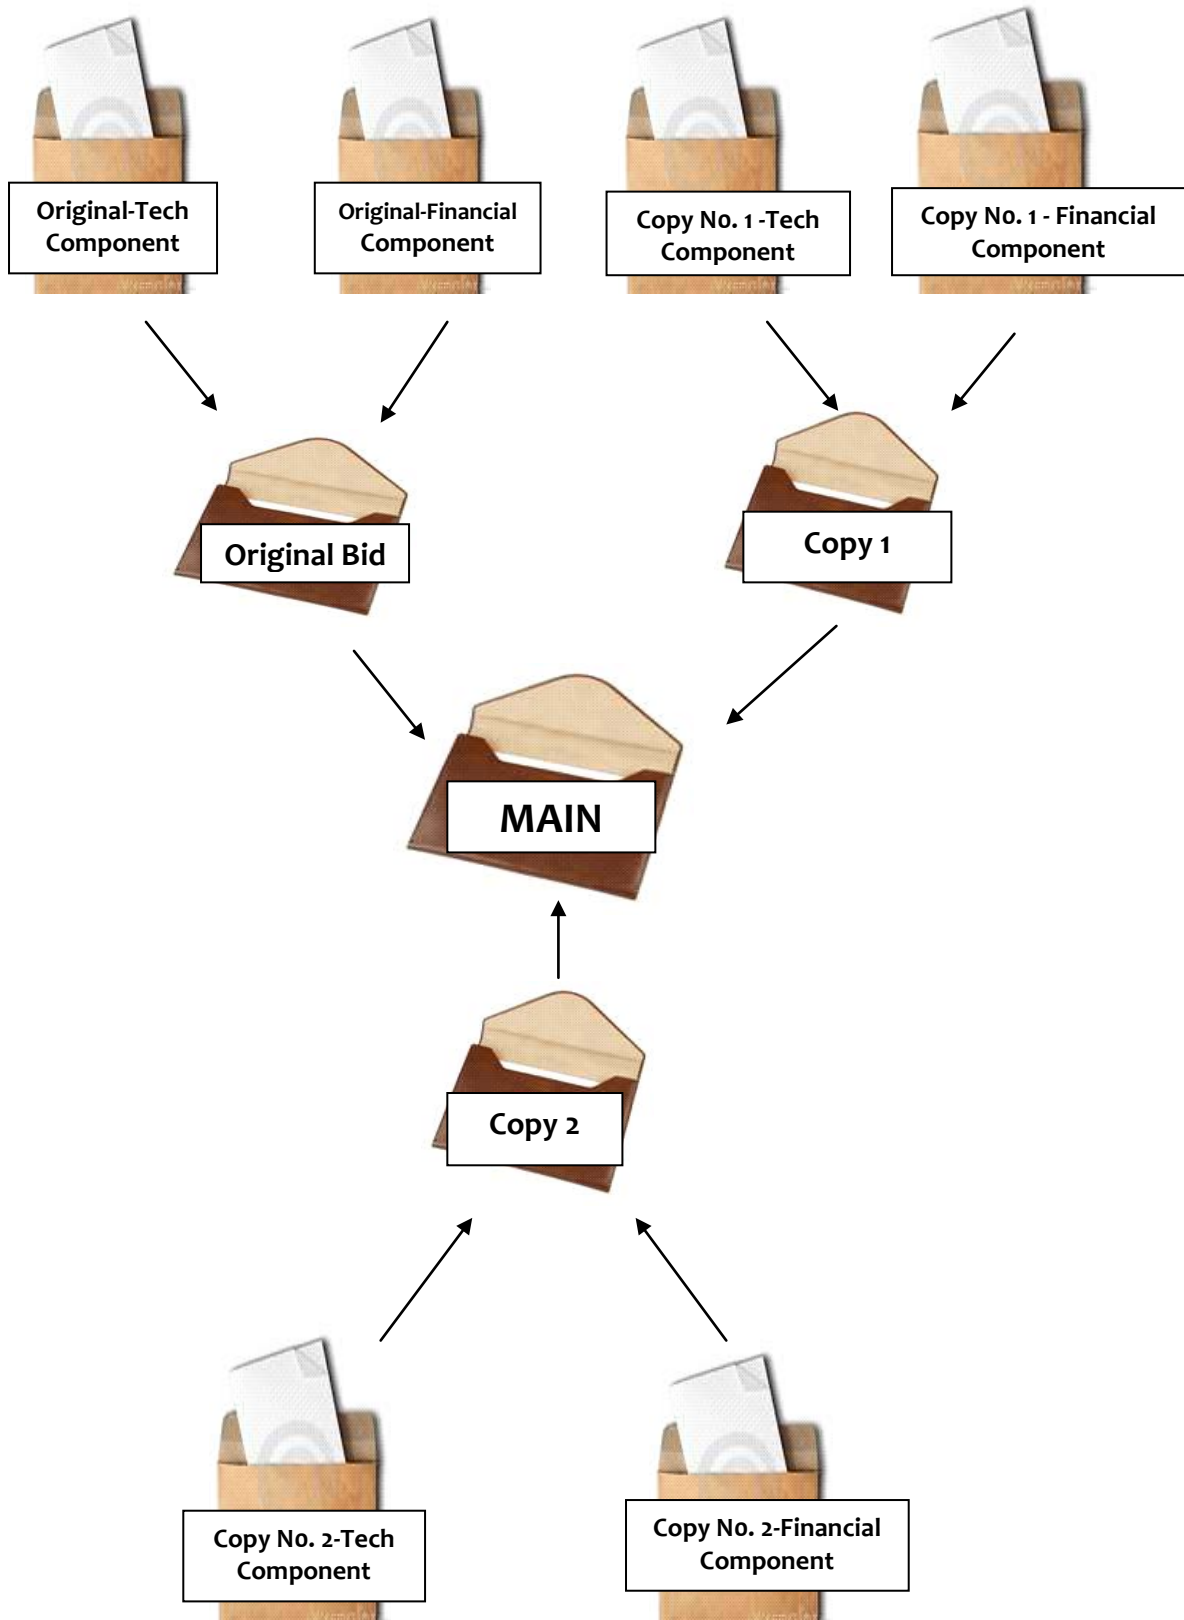 Original-Tech
Component
Original-Financial
Component
Copy No. 1 -Tech
Component
Copy No. 1 - Financial
Component
Original Bid
Copy 1
MAIN
Copy 2
Copy No. 2-Tech
Component
Copy No. 2-Financial
Component